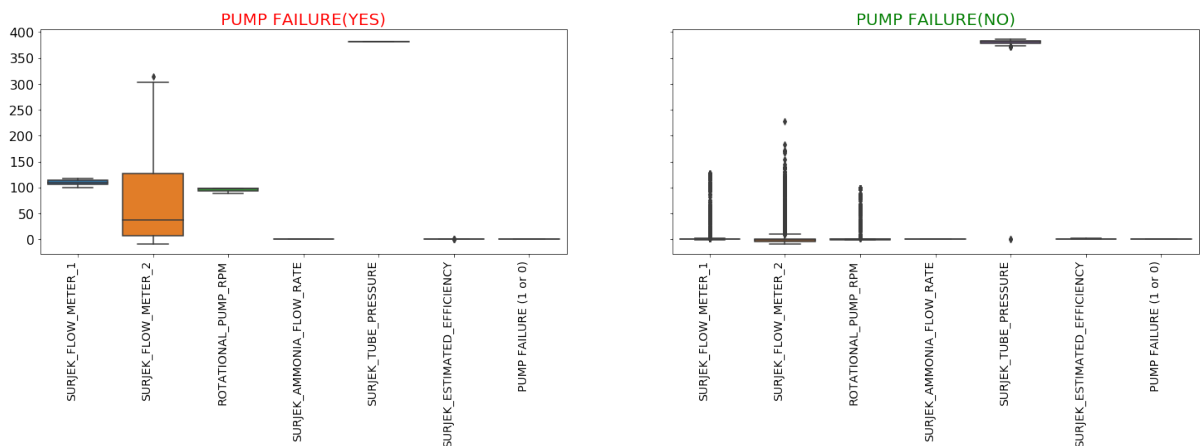 PUMP FAILURE(YES)
400
350
300
250
200
150
100
50
0
SURJEK_FLOW_METER_1
SURJEK_FLOW_METER_2
ROTATIONAL_PUMP_RPM
SURJEK_AMMONIA_FLOW_RATE
SURJEK_TUBE_PRESSURE
SURJEK_ESTIMATED_EFFICIENCY
PUMP FAILURE (1 or 0)
PUMP FAILURE(NO)
SURJEK_FLOW_METER_1
SURJEK_FLOW_METER_2
ROTATIONAL_PUMP_RPM
SURJEK_AMMONIA_FLOW_RATE
SURJEK_TUBE_PRESSURE
SURJEK_ESTIMATED_EFFICIENCY
PUMP FAILURE (1 or 0)